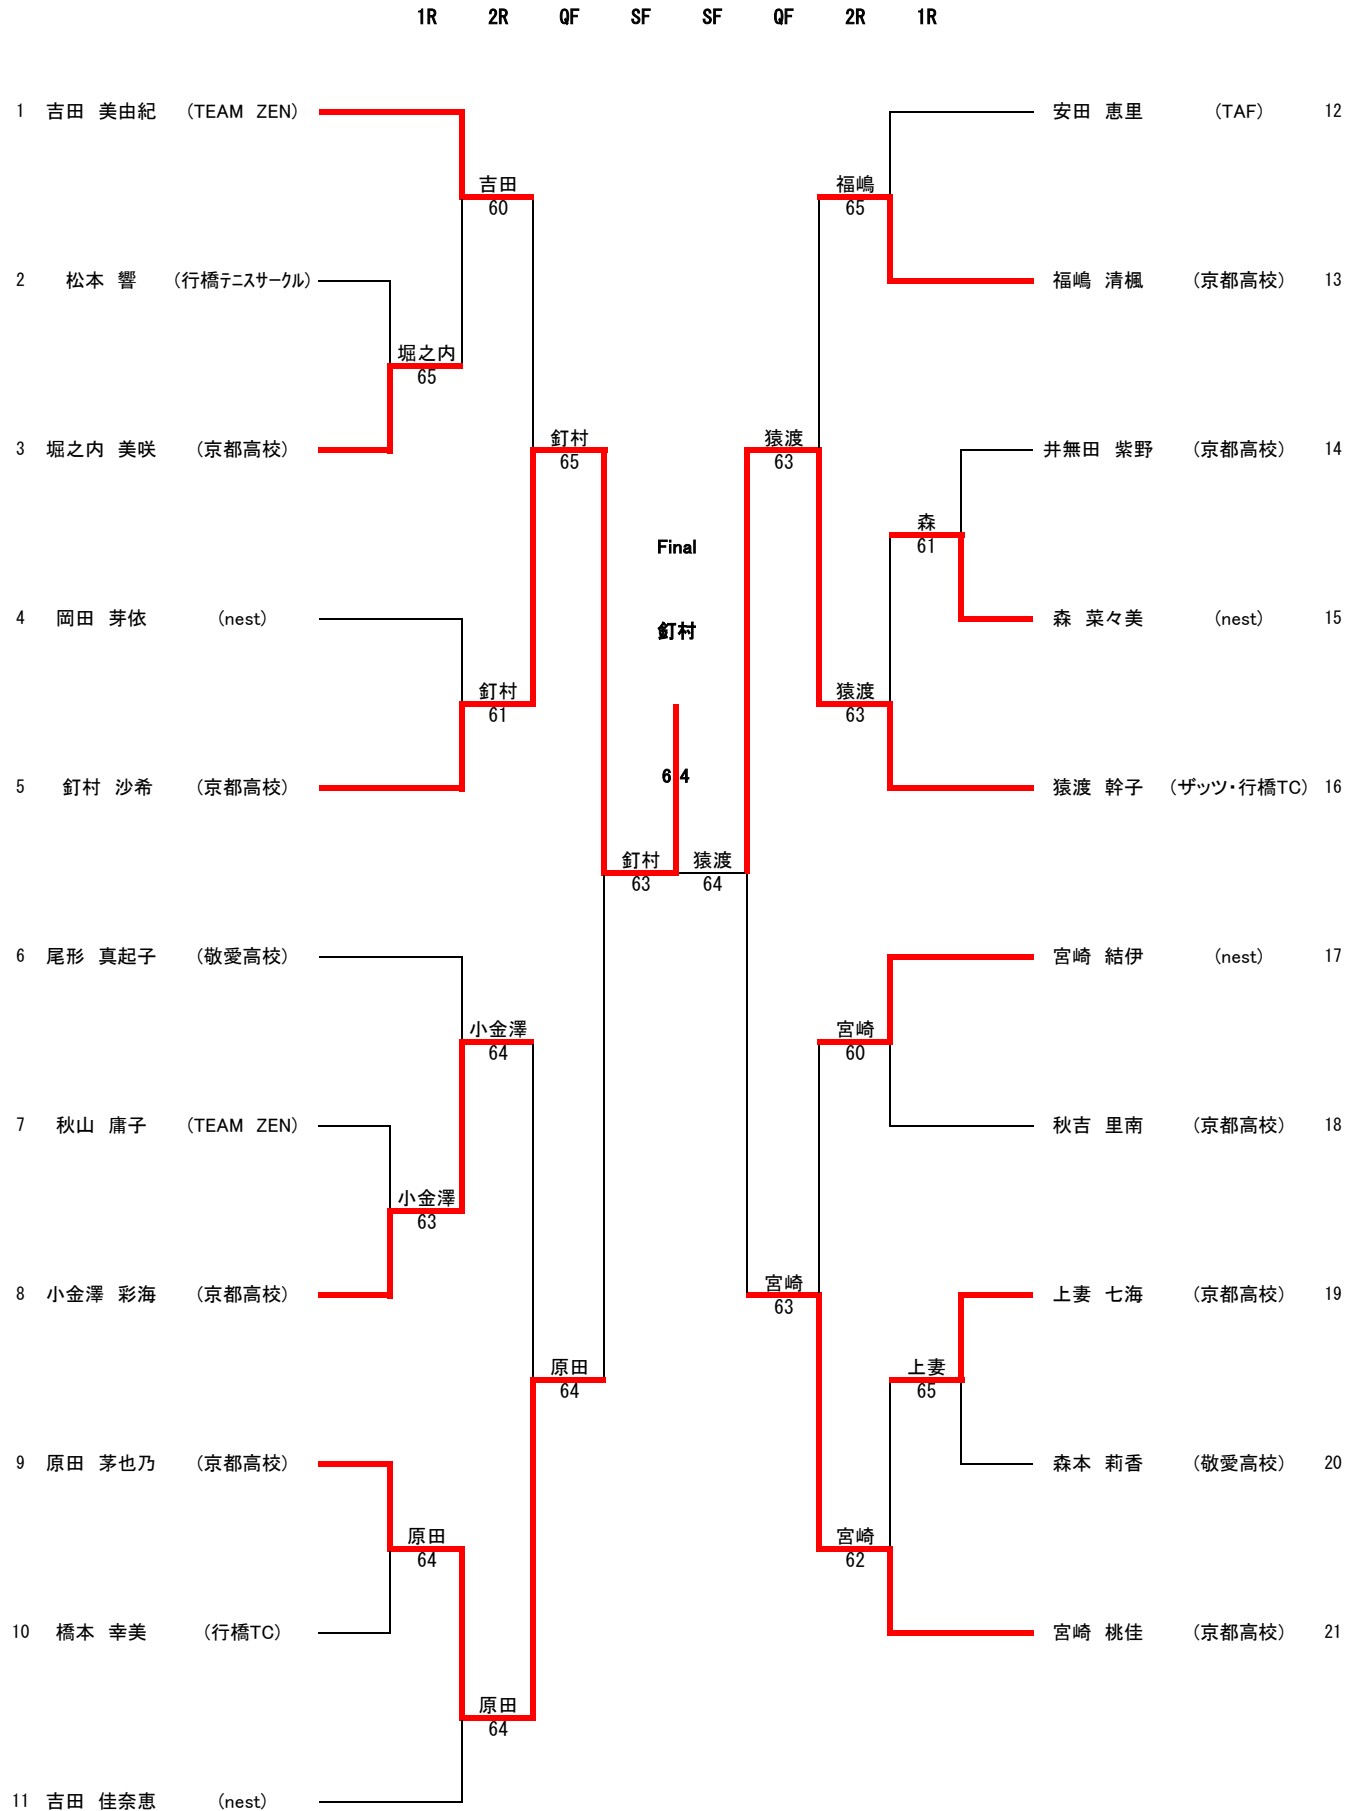 1R 2R QF SF SF QF 2R 1R
1 吉田 美由紀 (TEAM ZEN) 安田 恵里 (TAF) 12
吉田 福嶋
60 65
2 松本 響 (行橋テニスサークル) 福嶋 清楓 (京都高校) 13
堀之内
65
3 堀之内 美咲 (京都高校) 釘村 猿渡 井無田 紫野 (京都高校) 14
65 63
森
Final 61
4 岡田 芽依 (nest) 釘村 森 菜々美 (nest) 15
釘村 猿渡
61 63
5 釘村 沙希 (京都高校) 64 猿渡 幹子 (ザッツ・行橋TC) 16
釘村 猿渡
63 64
6 尾形 真起子 (敬愛高校) 宮崎 結伊 (nest) 17
小金澤 宮崎
64 60
7 秋山 庸子 (TEAM ZEN) 秋吉 里南 (京都高校) 18
小金澤
63
8 小金澤 彩海 (京都高校) 宮崎 上妻 七海 (京都高校) 19
63
原田 上妻
64 65
9 原田 茅也乃 (京都高校) 森本 莉香 (敬愛高校) 20
原田 宮崎
64 62
10 橋本 幸美 (行橋TC) 宮崎 桃佳 (京都高校) 21
原田
64
11 吉田 佳奈恵 (nest)